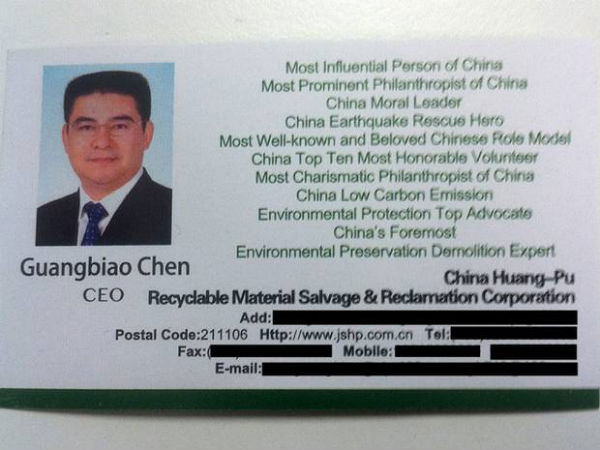 Most Influential Person of China
Most Prominent Philanthropist of China
China Moral Leader
China Earthquake Rescue Hero
Most Well-known and Beloved Chinese Role Model
China Top Ten Most Honorable Volunteer
Most Charismatic Philanthropist of China
China Low Carbon Emission
Environmental Protection Top Advocate
China's Foremost
Environmental Preservation Demolition Expert
Guangbiao Chen
CEO
China Huang-Pu
Recyclable Material Salvage & Reclamation Corporation
Add:
Postal Code:211106 Http://www.jshp.com.cn Tel:
Fax:( Mobile:
E-mail: